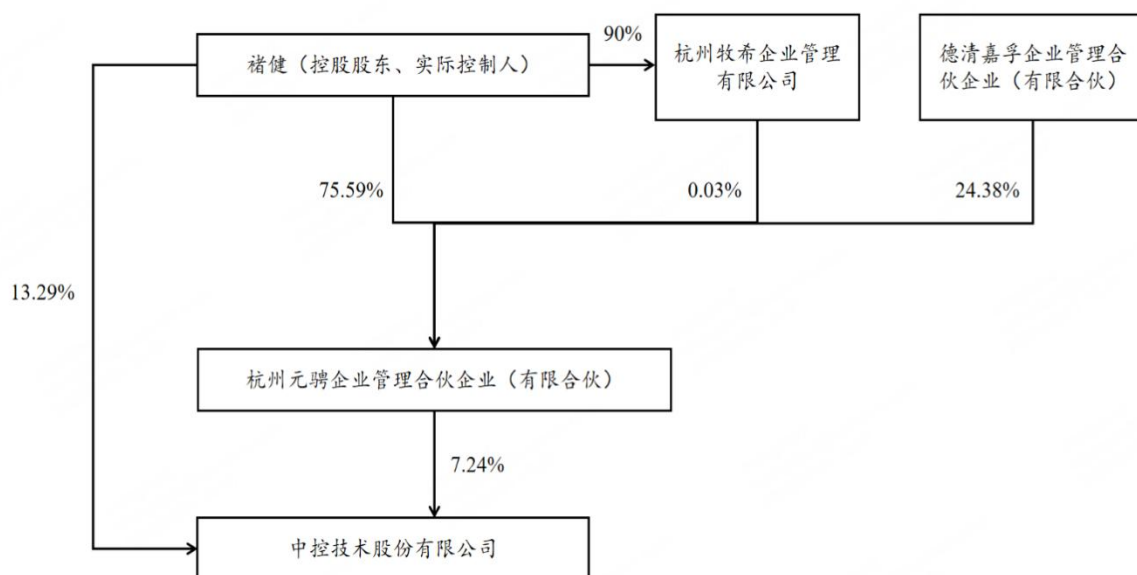 90%
褚健（控股股东、实际控制人）
杭州牧希企业管理
有限公司
德清嘉孚企业管理合
伙企业（有限合伙）
75.59%
0.03%
24.38%
13.29%
杭州元骋企业管理合伙企业（有限合伙）
7.24%
中控技术股份有限公司